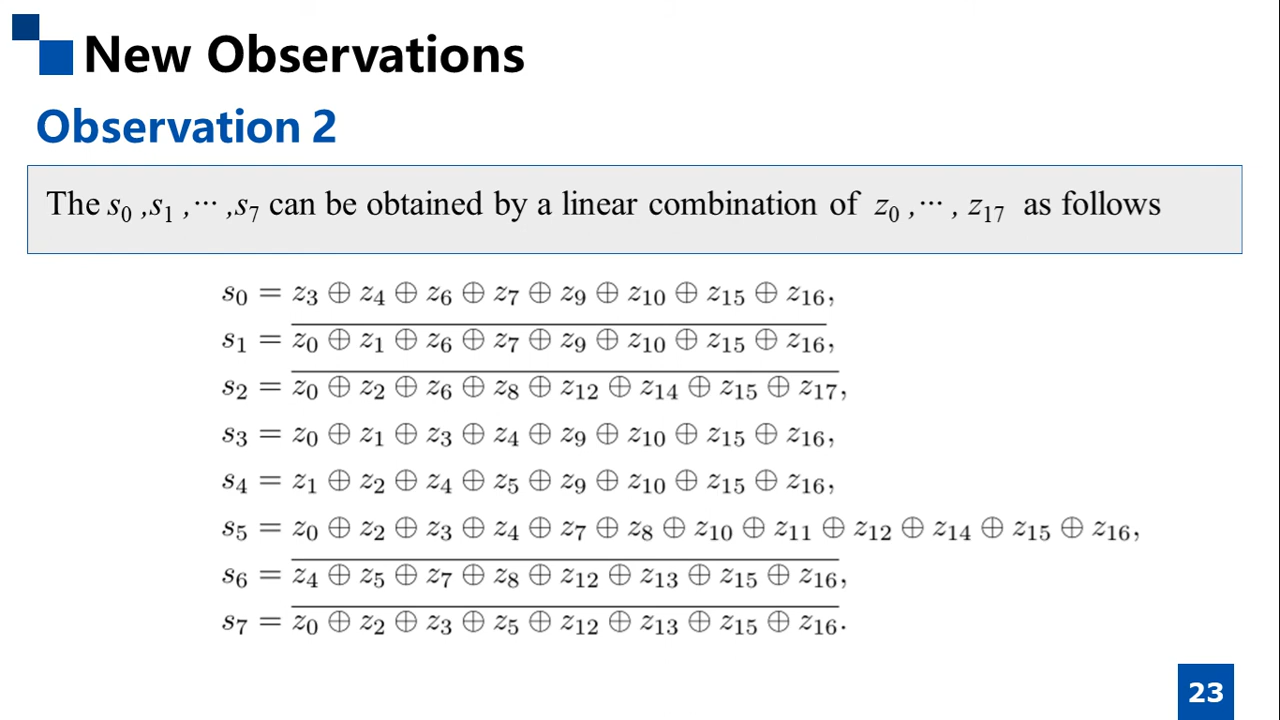 New Observations
Observation 2
The s₀ ,s₁ ,⋯ ,s₇ can be obtained by a linear combination of z₀ ,⋯ , z₁₇ as follows
s₀ = z₃ ⊕ z₄ ⊕ z₆ ⊕ z₇ ⊕ z₉ ⊕ z₁₀ ⊕ z₁₅ ⊕ z₁₆,
s₁ = \overline{z₀ ⊕ z₁ ⊕ z₆ ⊕ z₇ ⊕ z₉ ⊕ z₁₀ ⊕ z₁₅ ⊕ z₁₆},
s₂ = \overline{z₀ ⊕ z₂ ⊕ z₆ ⊕ z₈ ⊕ z₁₂ ⊕ z₁₄ ⊕ z₁₅ ⊕ z₁₇},
s₃ = z₀ ⊕ z₁ ⊕ z₃ ⊕ z₄ ⊕ z₉ ⊕ z₁₀ ⊕ z₁₅ ⊕ z₁₆,
s₄ = z₁ ⊕ z₂ ⊕ z₄ ⊕ z₅ ⊕ z₉ ⊕ z₁₀ ⊕ z₁₅ ⊕ z₁₆,
s₅ = z₀ ⊕ z₂ ⊕ z₃ ⊕ z₄ ⊕ z₇ ⊕ z₈ ⊕ z₁₀ ⊕ z₁₁ ⊕ z₁₂ ⊕ z₁₄ ⊕ z₁₅ ⊕ z₁₆,
s₆ = \overline{z₄ ⊕ z₅ ⊕ z₇ ⊕ z₈ ⊕ z₁₂ ⊕ z₁₃ ⊕ z₁₅ ⊕ z₁₆},
s₇ = \overline{z₀ ⊕ z₂ ⊕ z₃ ⊕ z₅ ⊕ z₁₂ ⊕ z₁₃ ⊕ z₁₅ ⊕ z₁₆}.
23